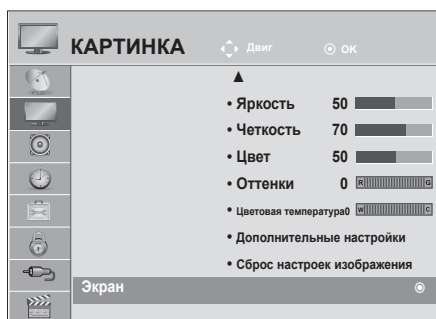 КАРТИНКА Двиг OK
• Яркость 50
• Четкость 70
• Цвет 50
• Оттенки 0 R G
• Цветовая температура0 W C
• Дополнительные настройки
• Сброс настроек изображения
Экран